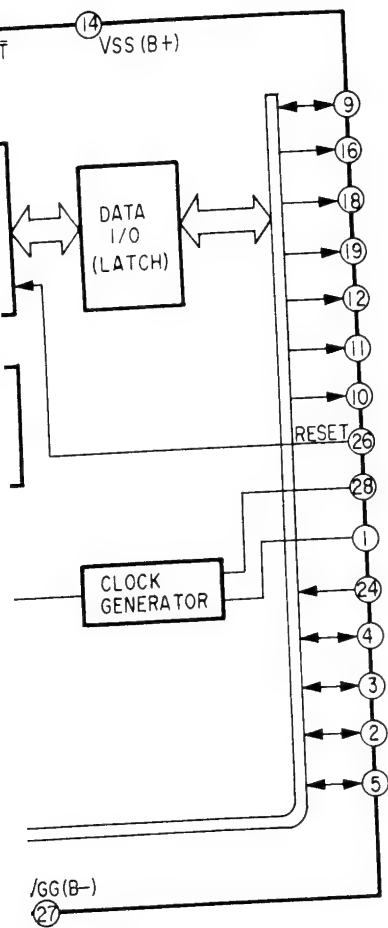 14
T
VSS (B+)
9
16
18
DATA
I/O
(LATCH)
19
12
11
10
RESET
26
28
1
CLOCK
GENERATOR
24
4
3
2
5
/GG(B-)
27